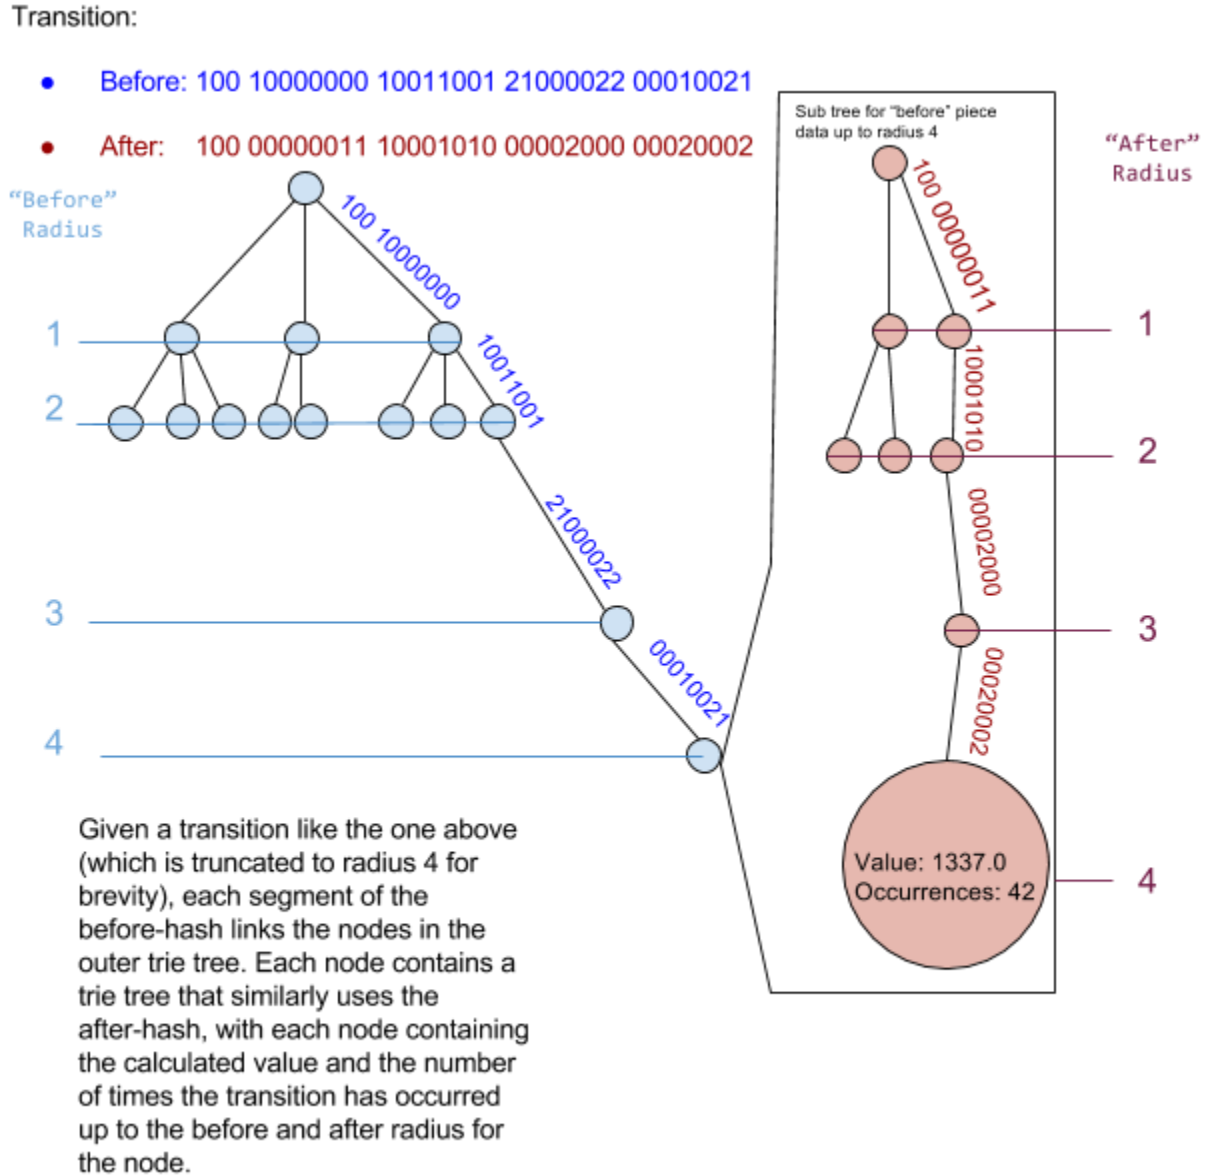 Transition:
● Before: 100 10000000 10011001 21000022 00010021
● After: 100 00000011 10001010 00002000 00020002
“Before”
Radius
1
2
3
4
100 10000000
10011001
21000022
00010021
Sub tree for “before” piece
data up to radius 4
“After”
Radius
100 00000011
10001010
00002000
00020002
1
2
3
4
Value: 1337.0
Occurrences: 42
Given a transition like the one above
(which is truncated to radius 4 for
brevity), each segment of the
before-hash links the nodes in the
outer trie tree. Each node contains a
trie tree that similarly uses the
after-hash, with each node containing
the calculated value and the number
of times the transition has occurred
up to the before and after radius for
the node.